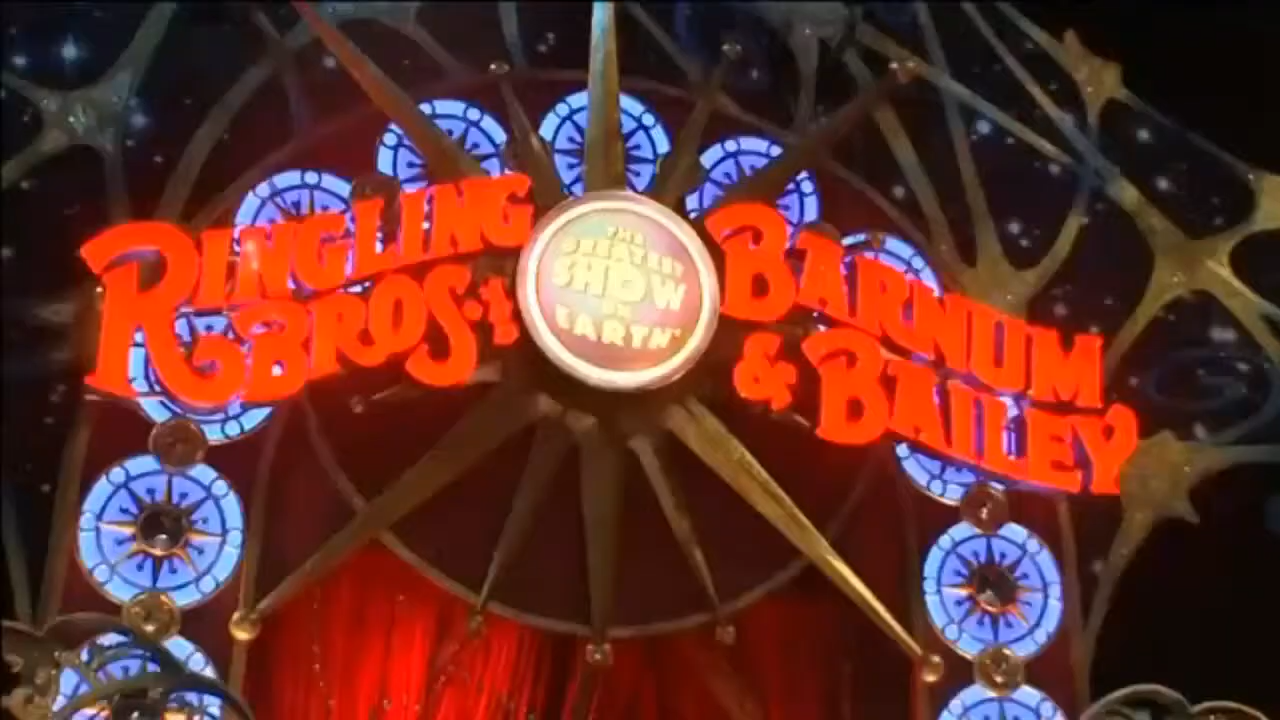 RINGLING
BROS.
THE
GREATEST
SHOW
ON
EARTH
BARNUM
& BAILEY